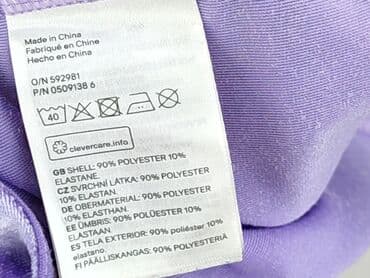 Made in China
Fabriqué en Chine
Hecho en China
O/N 592981
P/N 0509138 6
40
clevercare.info
GB SHELL: 90% POLYESTER 10%
ELASTANE.
CZ SVRCHNÍ LÁTKA: 90% POLYESTER
10% ELASTAN.
DE OBERMATERIAL: 90% POLYESTER
10% ELASTHAN.
EE ÜMBRIS: 90% POLÜESTER 10%
ELASTAAN.
ES TELA EXTERIOR: 90% poliéster
10% elastano.
FI PÄÄLLISKANGAS: 90% POLYESTERIÄ